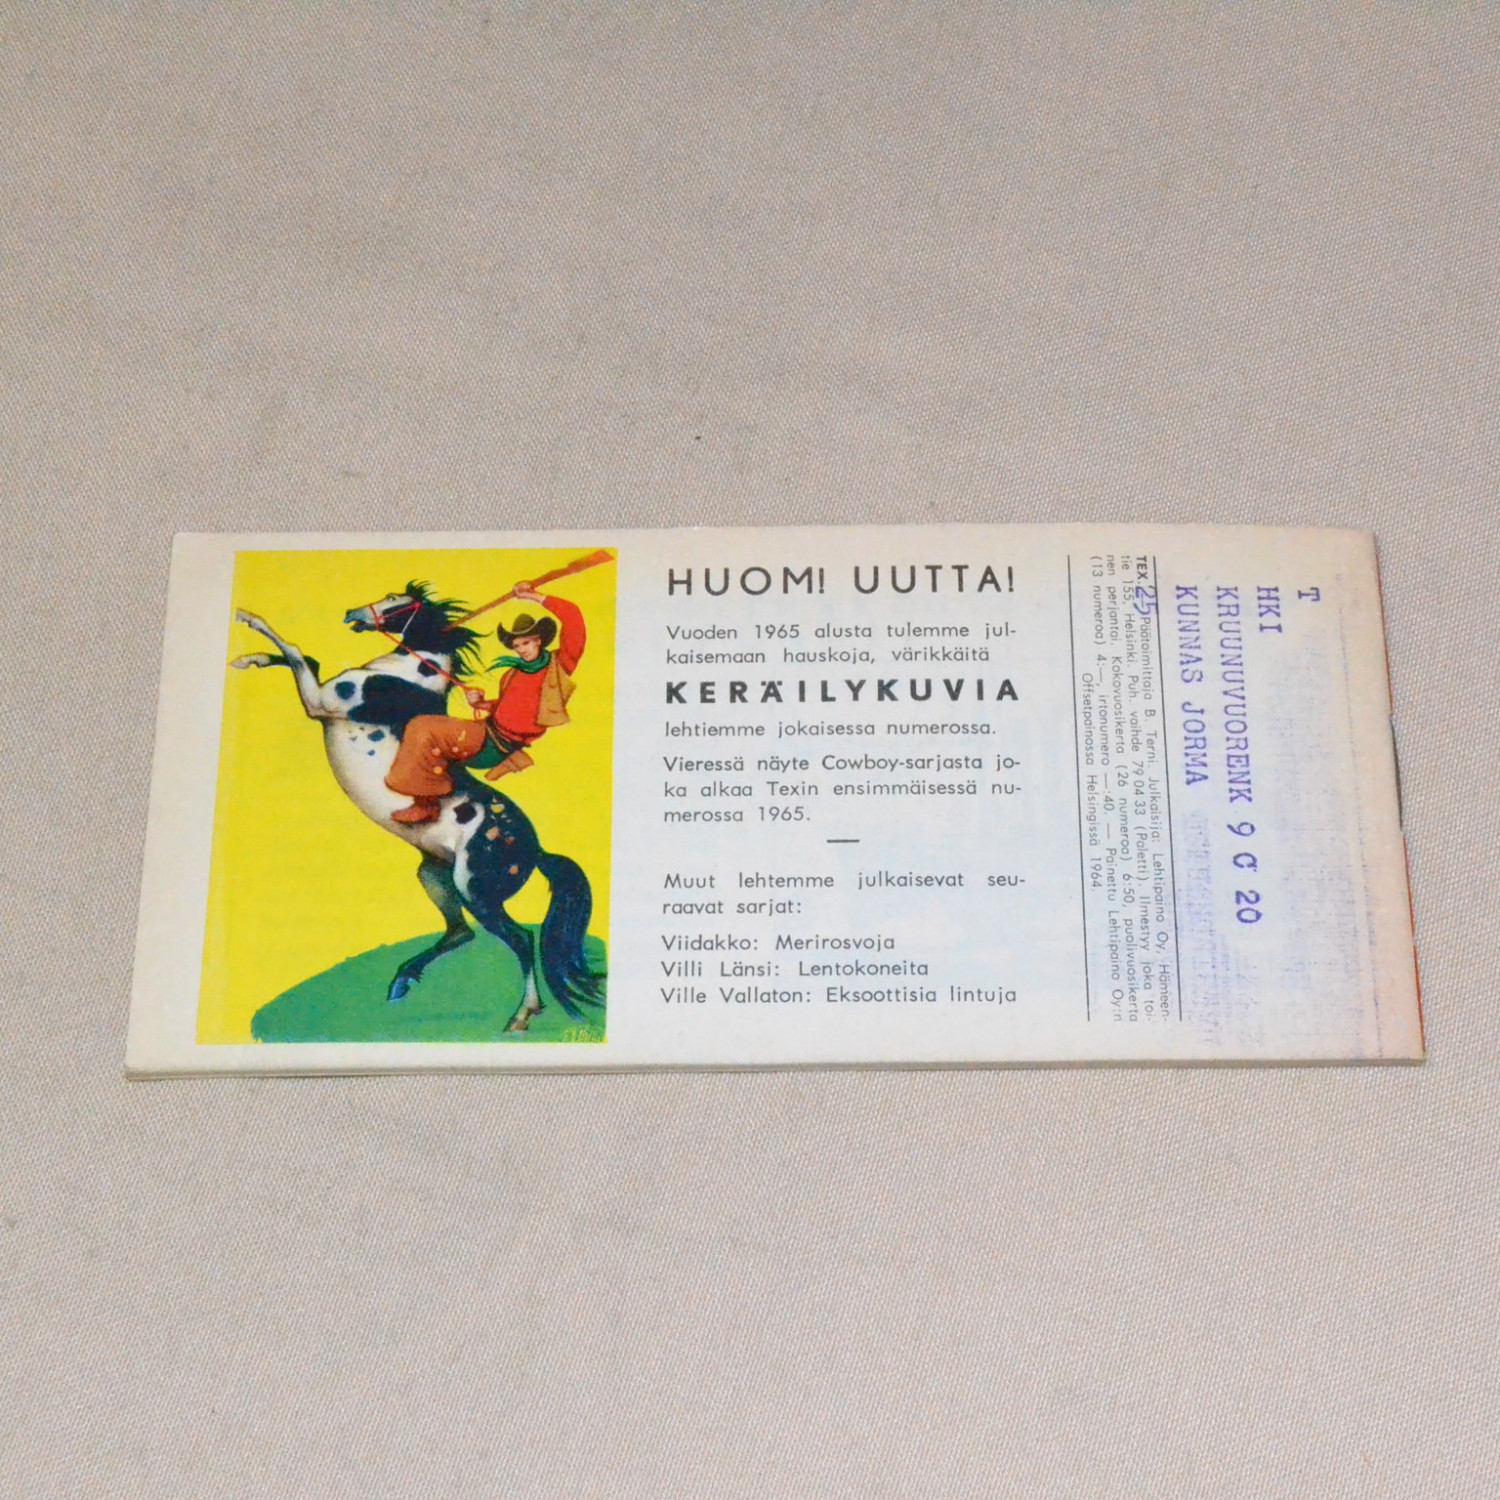 HUOM! UUTTA!
Vuoden 1965 alusta tulemme jul-
kaisemaan hauskoja, värikkäitä
KERÄILYKUVIA
lehtiemme jokaisessa numerossa.
Vieressä näyte Cowboy-sarjasta jo-
ka alkaa Texin ensimmäisessä nu-
merossa 1965.
Muut lehtemme julkaisevat seu-
raavat sarjat:
Viidakko: Merirosvoja
Villi Länsi: Lentokoneita
Ville Vallaton: Eksoottisia lintuja
TEX. 25 Päätoimittaja B. Terni. Julkaisija: Lehtipaino Oy, Hämeen-
tie 155, Helsinki. Puh. vaihde 79 04 33 (Paletti). Ilmestyy joka toi-
nen perjantai. Kokovuosikerta (26 numeroa) 6:50, puolivuosikerta
(13 numeroa) 4:—, irtonumero —:40. — Painettu Lehtipaino Oy:n
Offsetpainossa Helsingissä 1964.
T
HKI
KRUUNUVUORENK 9 C 20
KUNNAS JORMA